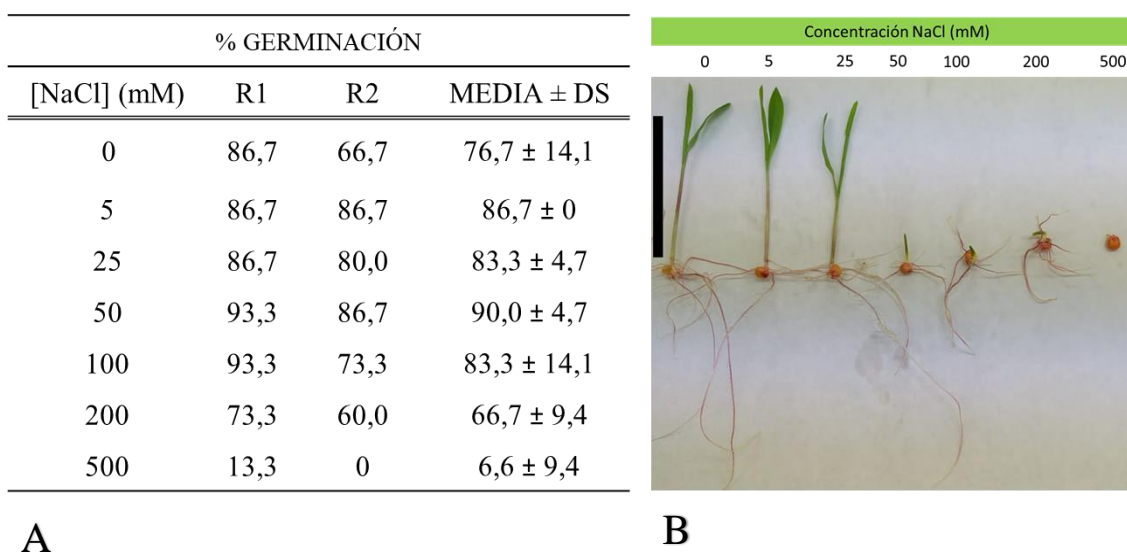 % GERMINACIÓN
[NaCl] (mM) R1 R2 MEDIA ± DS
0 86,7 66,7 76,7 ± 14,1
5 86,7 86,7 86,7 ± 0
25 86,7 80,0 83,3 ± 4,7
50 93,3 86,7 90,0 ± 4,7
100 93,3 73,3 83,3 ± 14,1
200 73,3 60,0 66,7 ± 9,4
500 13,3 0 6,6 ± 9,4
A
Concentración NaCl (mM)
0 5 25 50 100 200 500
B